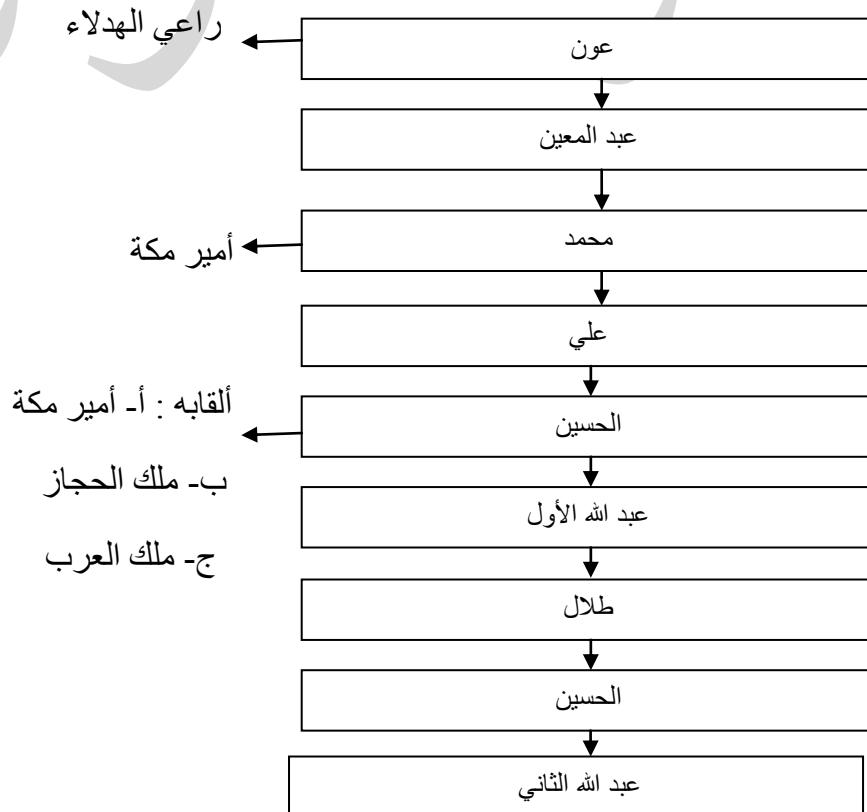 راعي الهدلاء
عون
عبد المعين
محمد
أمير مكة
علي
ألقابه : أ- أمير مكة
الحسين
ب- ملك الحجاز
عبد الله الأول
ج- ملك العرب
طلال
الحسين
عبد الله الثاني